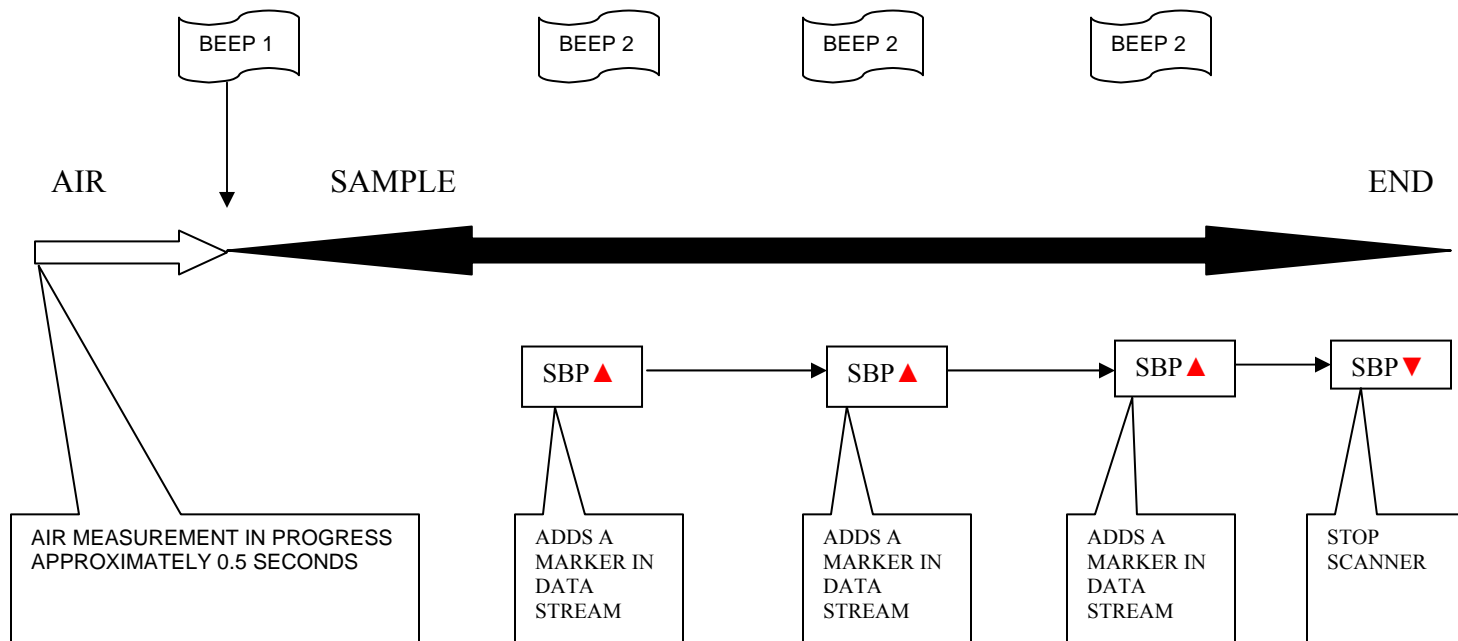 BEEP 1
BEEP 2
BEEP 2
BEEP 2
AIR
SAMPLE
END
SBP▲
SBP▲
SBP▲
SBP▼
AIR MEASUREMENT IN PROGRESS
APPROXIMATELY 0.5 SECONDS
ADDS A
MARKER IN
DATA
STREAM
ADDS A
MARKER IN
DATA
STREAM
ADDS A
MARKER IN
DATA
STREAM
STOP
SCANNER